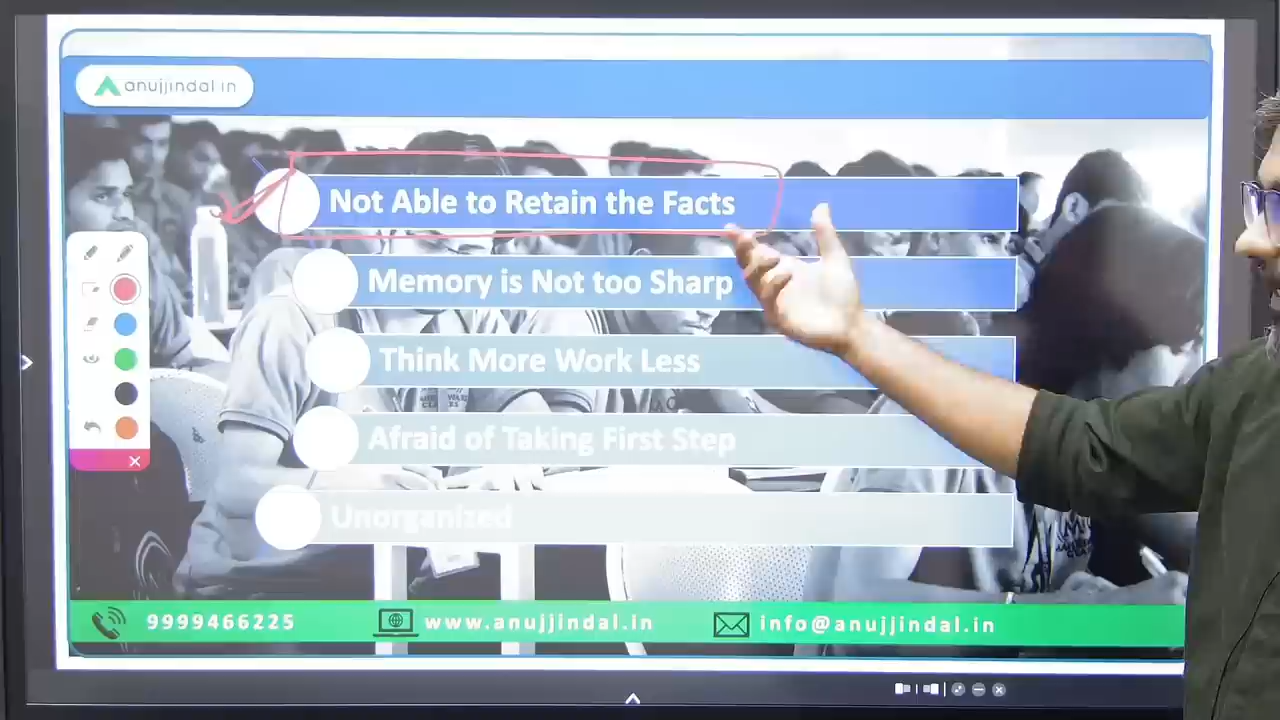 anujjindal.in
Not Able to Retain the Facts
Memory is Not too Sharp
Think More Work Less
Afraid of Taking First Step
Unorganized
9999466225
www.anujjindal.in
info@anujjindal.in